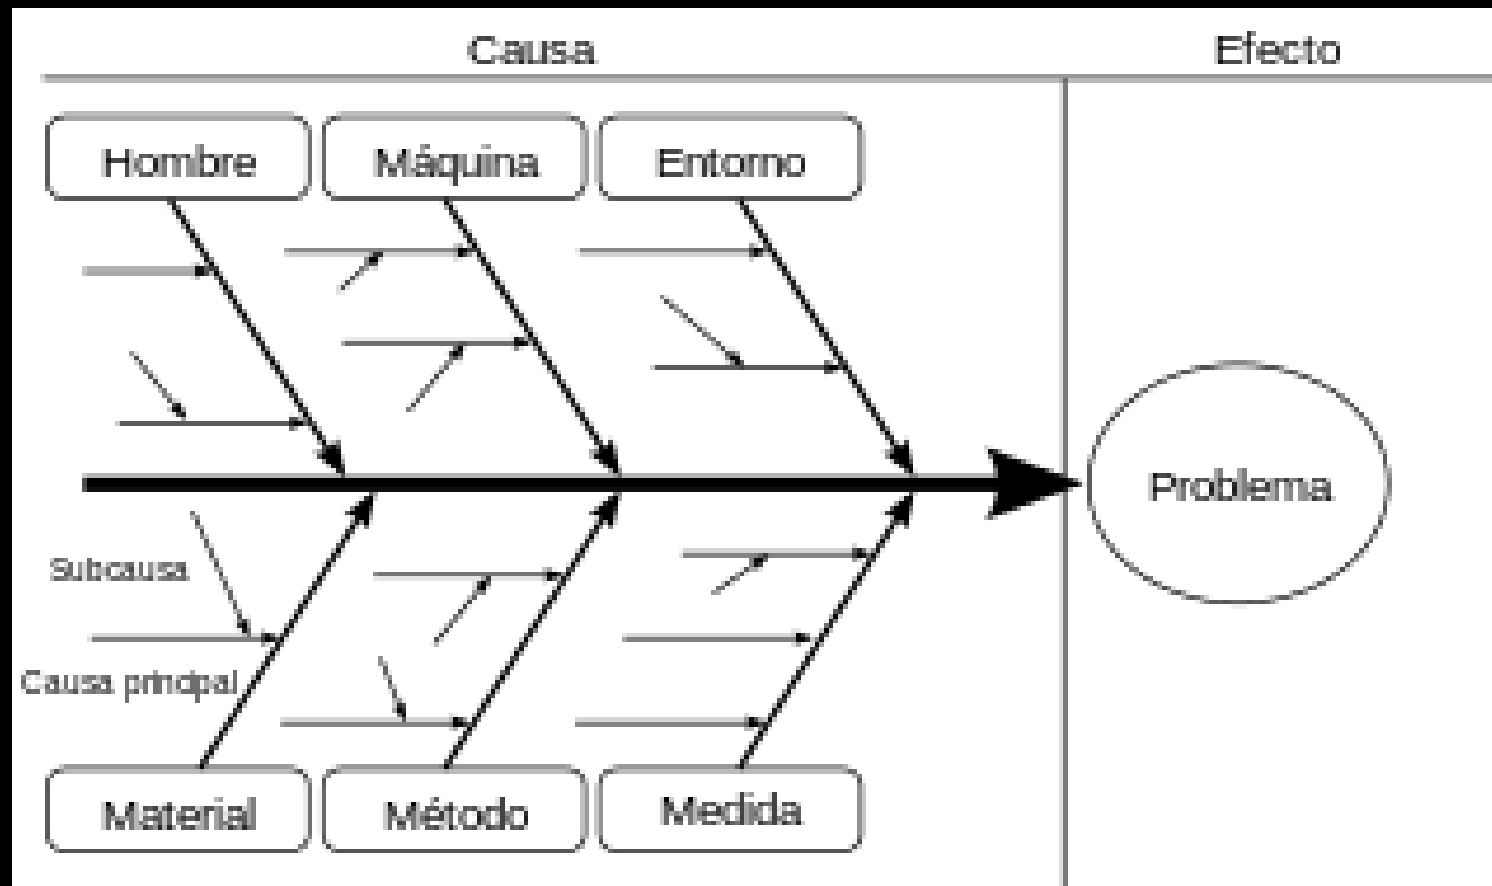 Causa
Efecto
Hombre
Máquina
Entorno
Problema
Subcausa
Causa principal
Material
Método
Medida